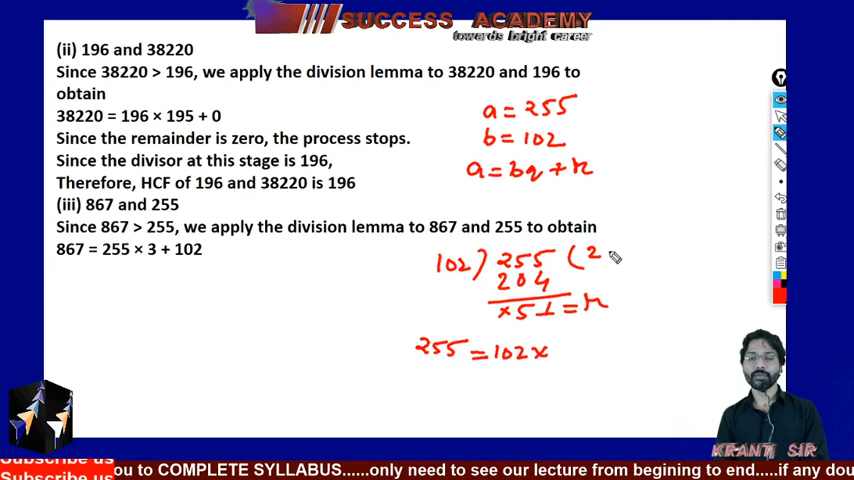 SUCCESS ACADEMY
towards bright career
(ii) 196 and 38220
Since 38220 > 196, we apply the division lemma to 38220 and 196 to
obtain
38220 = 196 × 195 + 0
Since the remainder is zero, the process stops.
Since the divisor at this stage is 196,
Therefore, HCF of 196 and 38220 is 196
(iii) 867 and 255
Since 867 > 255, we apply the division lemma to 867 and 255 to obtain
867 = 255 × 3 + 102
a = 255
b = 102
a = bq + r
102 ) 255 ( 2
204
× 51 = r
255 = 102 ×
KRANTI SIR
Subscribe us
Subscribe us
ou to COMPLETE SYLLABUS......only need to see our lecture from begining to end.....if any dou